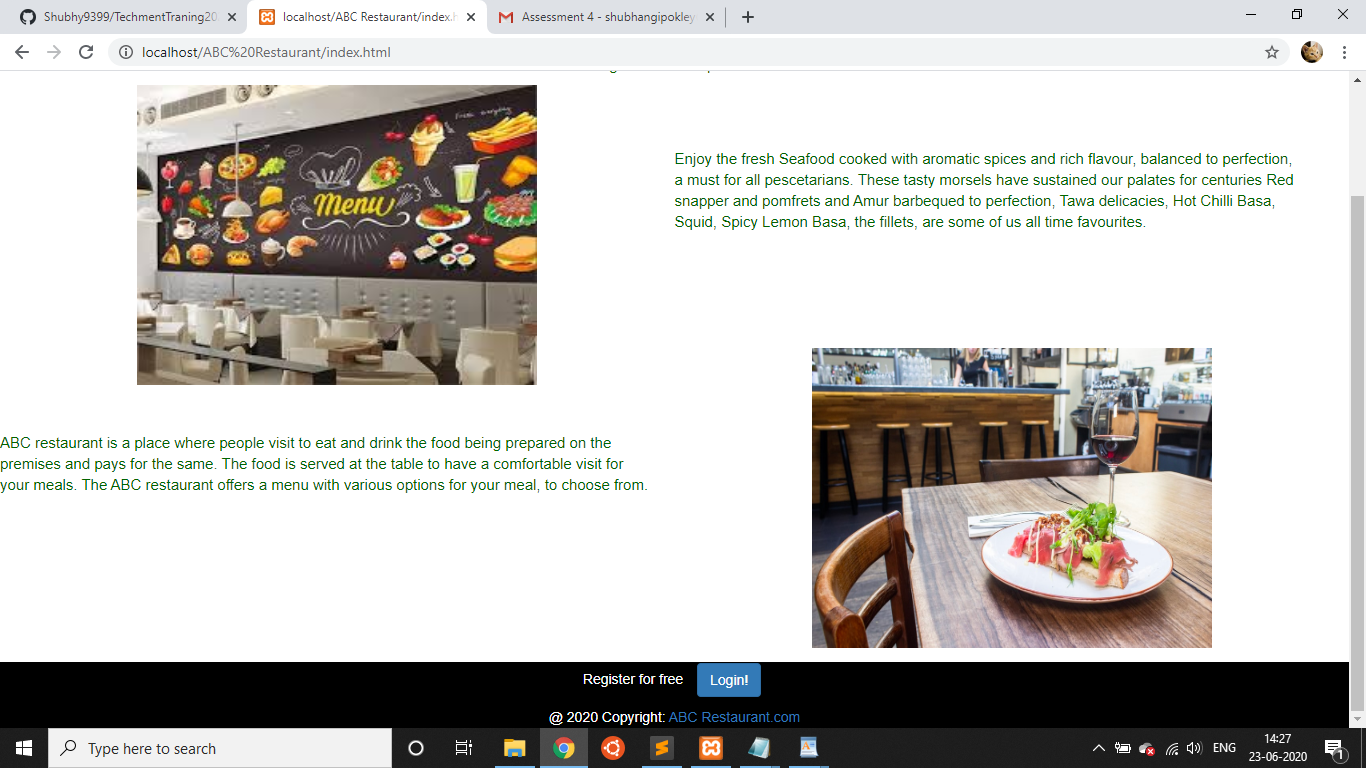 Shubhy9399/TechmentTraning20
localhost/ABC Restaurant/index.h
Assessment 4 - shubhangipokley
localhost/ABC%20Restaurant/index.html
Menu
Enjoy the fresh Seafood cooked with aromatic spices and rich flavour, balanced to perfection,
a must for all pescetarians. These tasty morsels have sustained our palates for centuries Red
snapper and pomfrets and Amur barbequed to perfection, Tawa delicacies, Hot Chilli Basa,
Squid, Spicy Lemon Basa, the fillets, are some of us all time favourites.
ABC restaurant is a place where people visit to eat and drink the food being prepared on the
premises and pays for the same. The food is served at the table to have a comfortable visit for
your meals. The ABC restaurant offers a menu with various options for your meal, to choose from.
Register for free Login!
@ 2020 Copyright: ABC Restaurant.com
Type here to search
ENG
14:27
23-06-2020
1